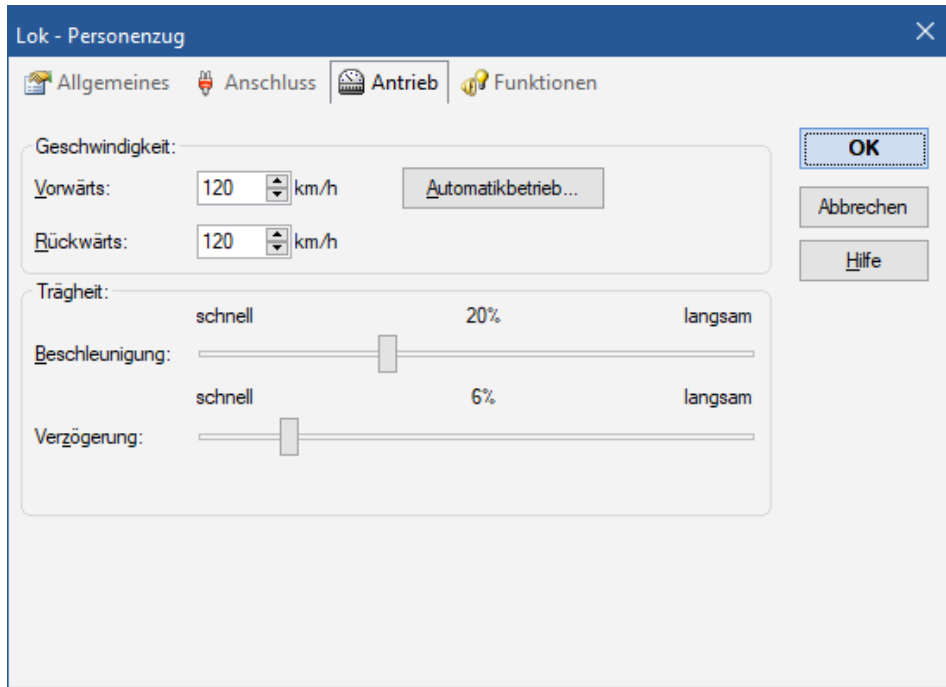 Lok - Personenzug
Allgemeines Anschluss Antrieb Funktionen
Geschwindigkeit:
Vorwärts: 120 km/h Automatikbetrieb...
Rückwärts: 120 km/h
OK
Abbrechen
Hilfe
Trägheit:
schnell 20% langsam
Beschleunigung:
schnell 6% langsam
Verzögerung: